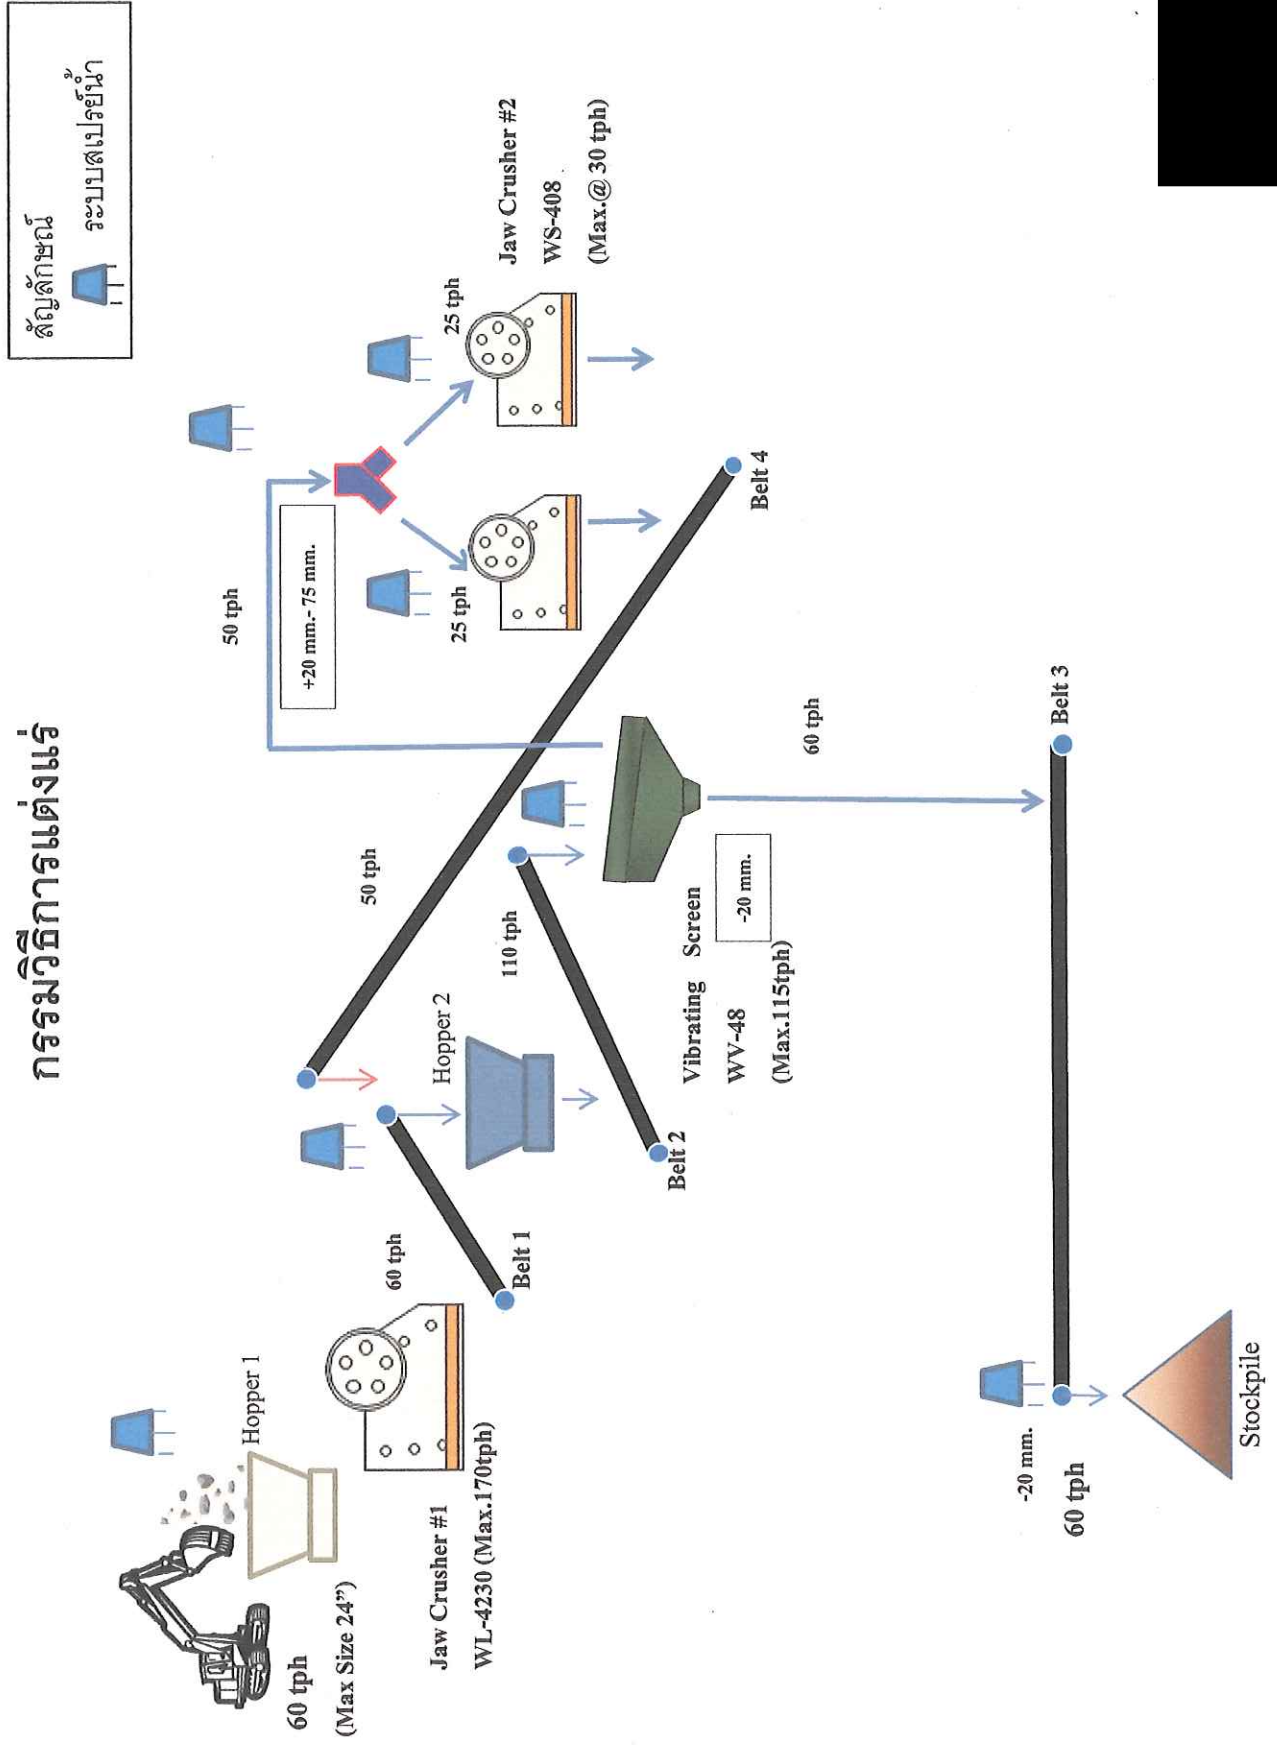 กรรมวิธีการแต่งแร่
สัญลักษณ์
ระบบสเปรย์น้ำ
60 tph
(Max Size 24”)
Hopper 1
Jaw Crusher #1
WL-4230 (Max.170tph)
60 tph
Belt 1
Hopper 2
Belt 2
110 tph
50 tph
Vibrating Screen
WV-48
(Max.115tph)
-20 mm.
50 tph
+20 mm.- 75 mm.
25 tph
25 tph
Jaw Crusher #2
WS-408
(Max.@ 30 tph)
Belt 4
60 tph
Belt 3
-20 mm.
60 tph
Stockpile